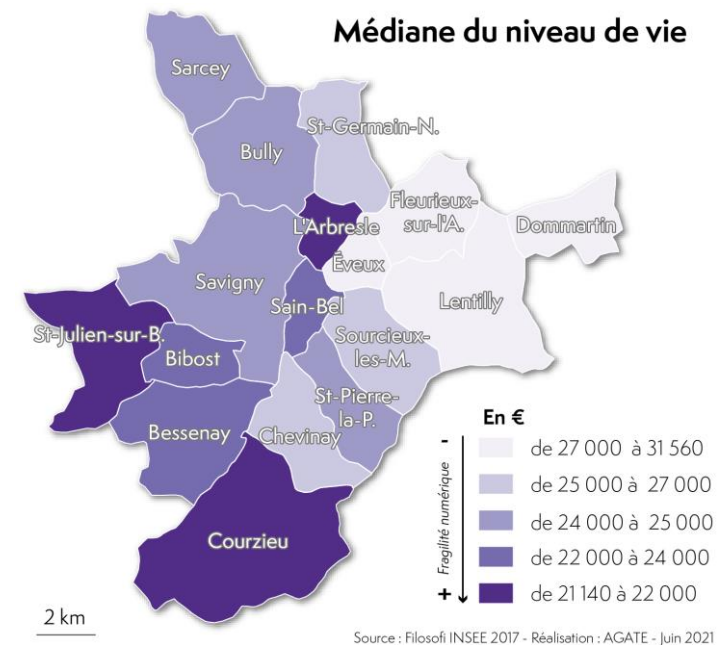 Médiane du niveau de vie
Sarcey
St-Germain-N.
Bully
Fleurieux-
sur-l'A.
Dommartin
L'Arbresle
Éveux
Savigny
Lentilly
Sain-Bel
St-Julien-sur-B.
Sourcieux-
les-M.
Bibost
St-Pierre-
la-P.
Bessenay
Chevinay
Courzieu
En €
-
Fragilité numérique
+
de 27 000 à 31 560
de 25 000 à 27 000
de 24 000 à 25 000
de 22 000 à 24 000
de 21 140 à 22 000
2 km
Source : Filosofi INSEE 2017 - Réalisation : AGATE - Juin 2021